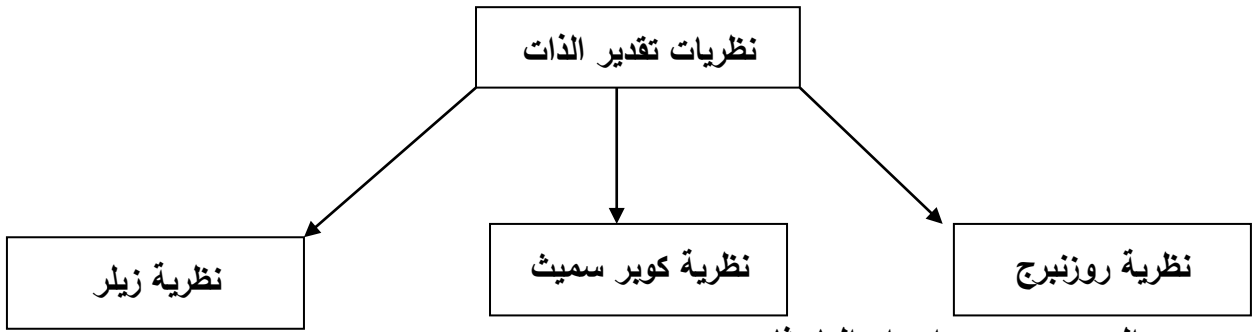 نظريات تقدير الذات
نظرية روزنبرج
نظرية كوبر سميث
نظرية زيلر